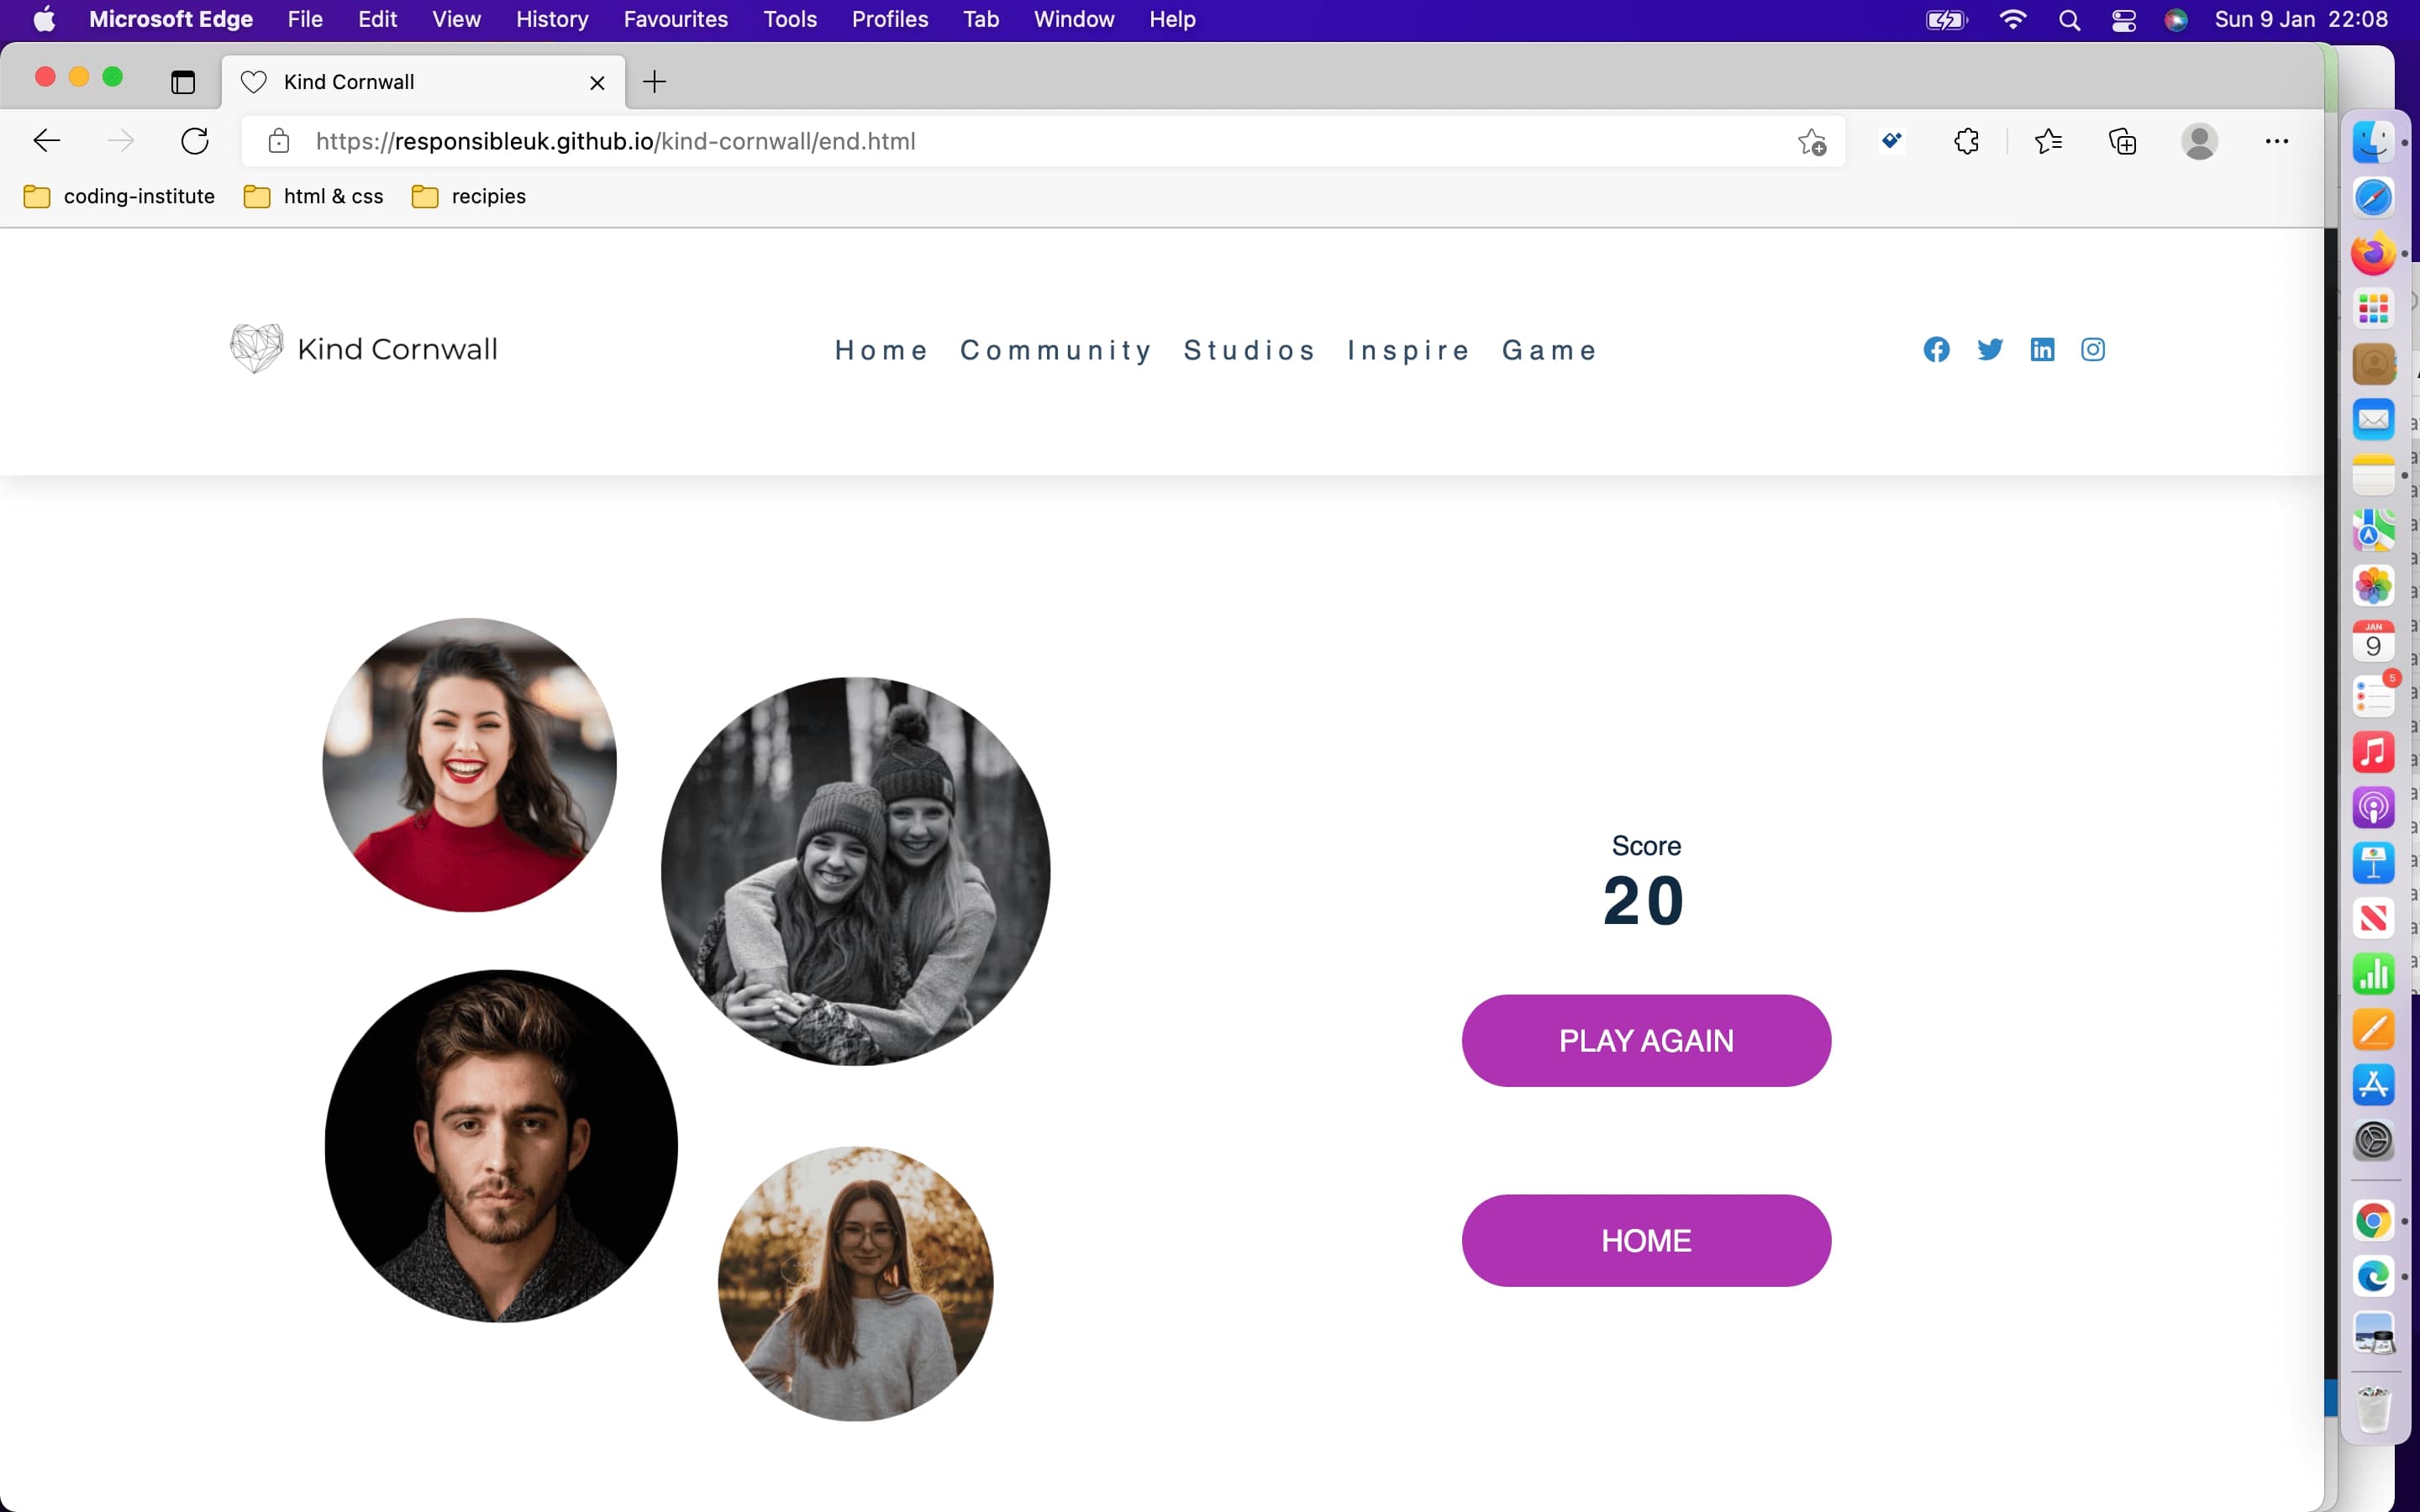 Microsoft Edge File Edit View History Favourites Tools Profiles Tab Window Help Sun 9 Jan 22:08
Kind Cornwall
https://responsibleuk.github.io/kind-cornwall/end.html
coding-institute html & css recipies
Kind Cornwall Home Community Studios Inspire Game
JAN
9
5
Score
20
PLAY AGAIN
HOME